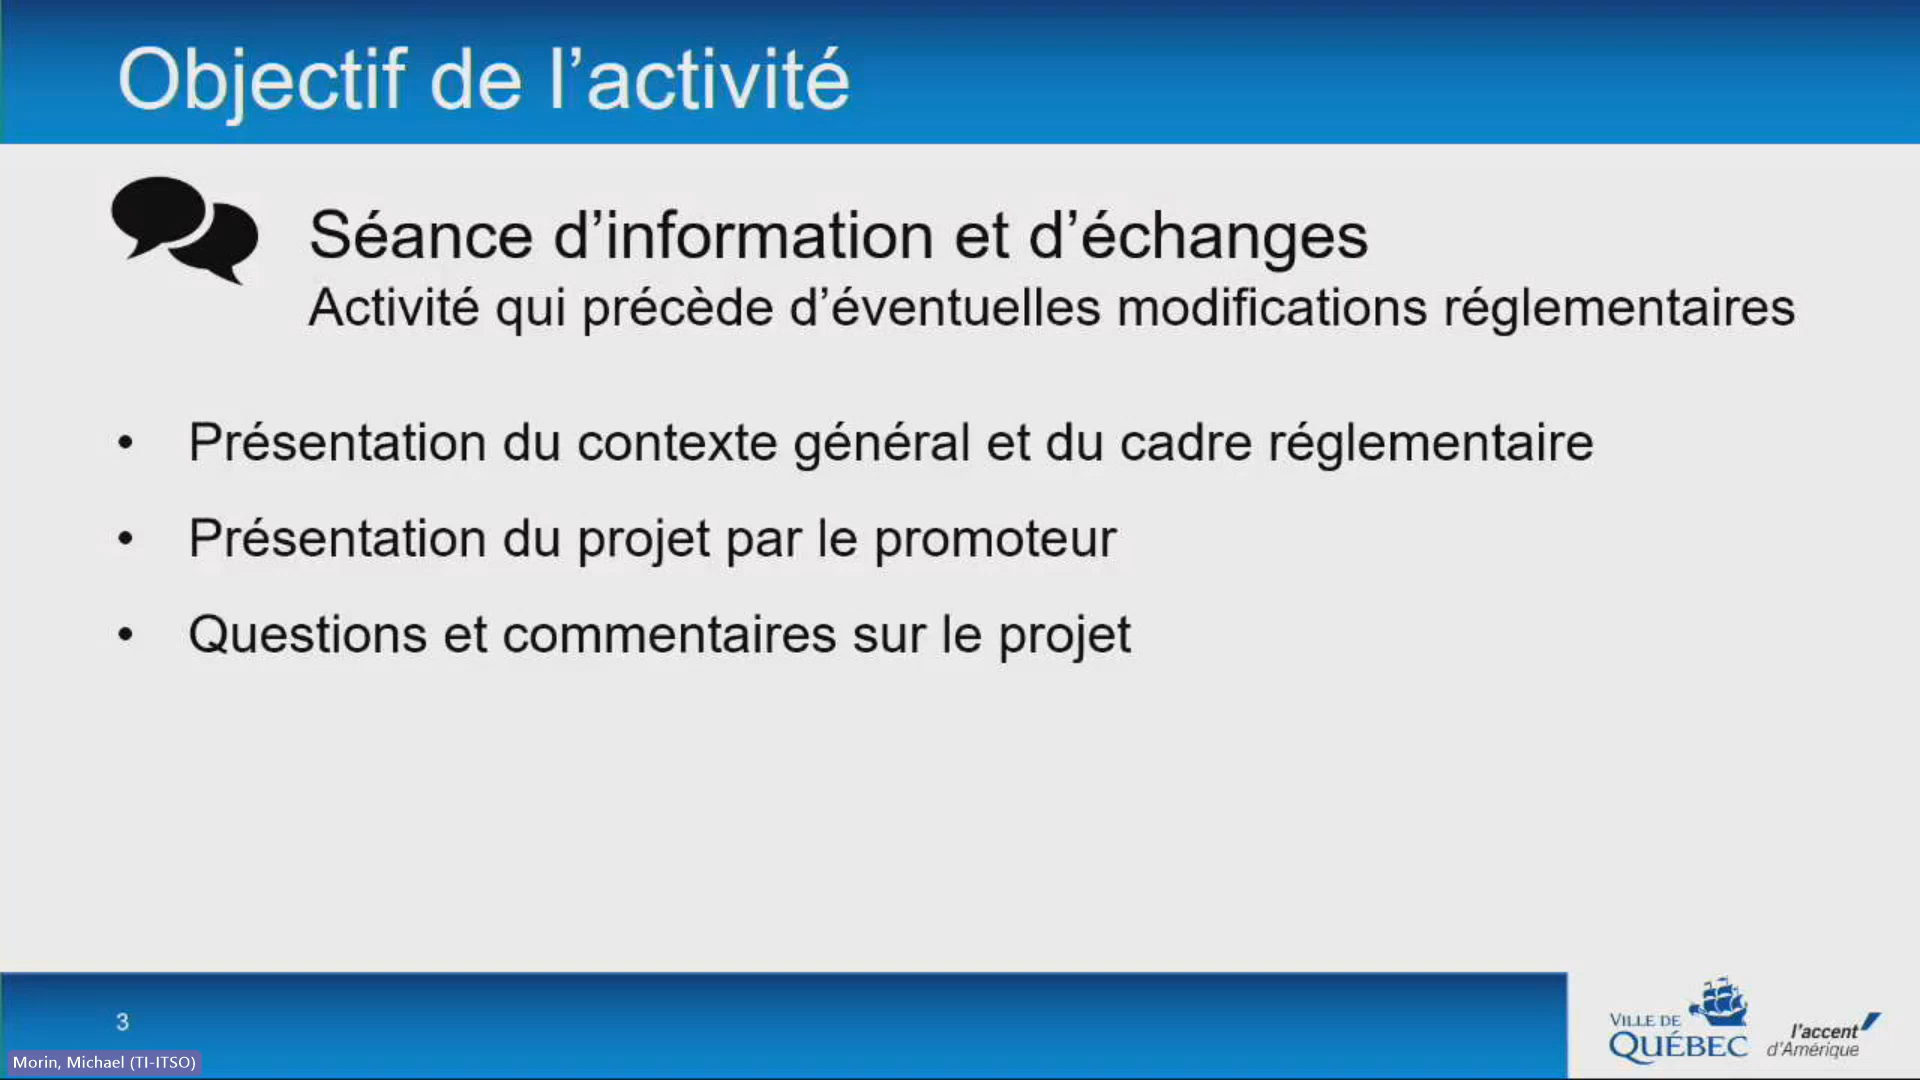 Objectif de l’activité
Séance d’information et d’échanges
Activité qui précède d’éventuelles modifications réglementaires
• Présentation du contexte général et du cadre réglementaire
• Présentation du projet par le promoteur
• Questions et commentaires sur le projet
3
Morin, Michael (TI-ITSO)
VILLE DE
QUÉBEC
l’accent
d’Amérique